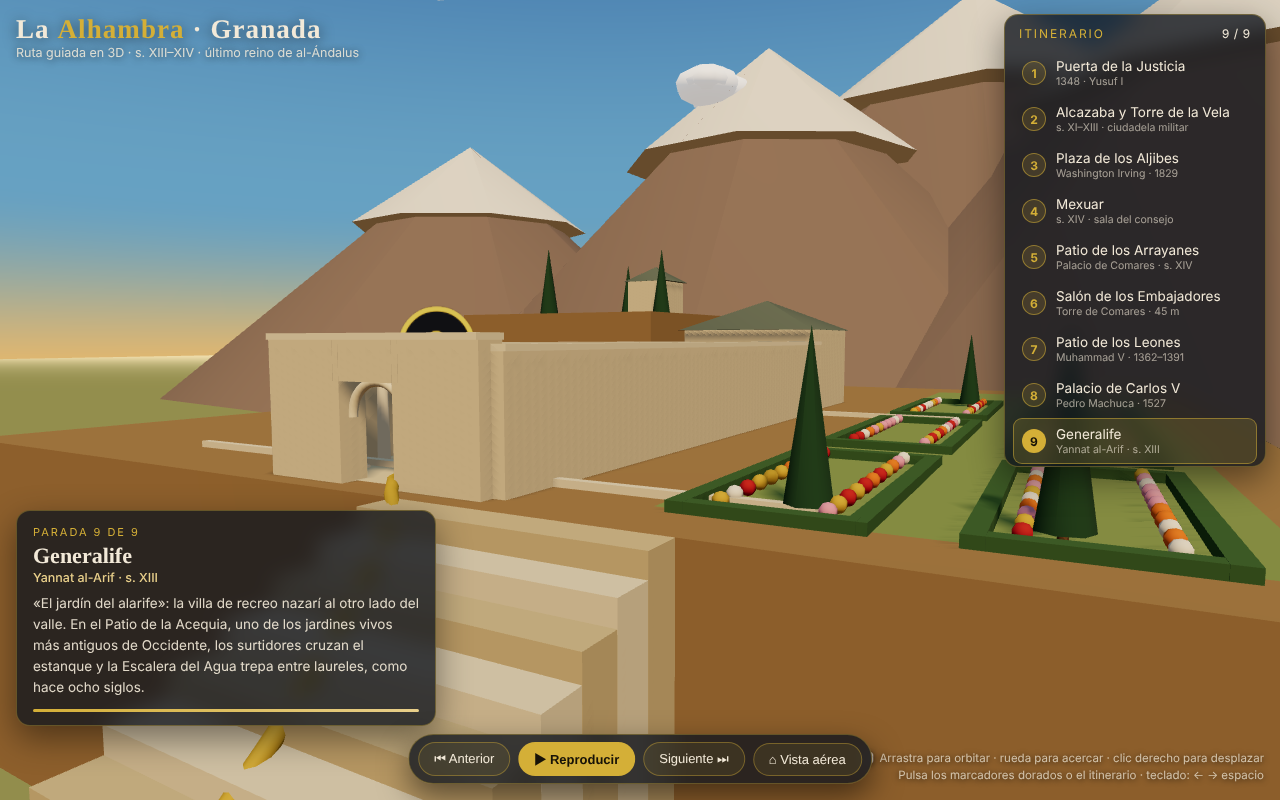 La Alhambra · Granada
Ruta guiada en 3D · s. XIII–XIV · último reino de al-Ándalus
ITINERARIO 9 / 9
1 Puerta de la Justicia
1348 · Yusuf I
2 Alcazaba y Torre de la Vela
s. XI–XIII · ciudadela militar
3 Plaza de los Aljibes
Washington Irving · 1829
4 Mexuar
s. XIV · sala del consejo
5 Patio de los Arrayanes
Palacio de Comares · s. XIV
6 Salón de los Embajadores
Torre de Comares · 45 m
7 Patio de los Leones
Muhammad V · 1362–1391
8 Palacio de Carlos V
Pedro Machuca · 1527
9 Generalife
Yannat al-Arif · s. XIII
PARADA 9 DE 9
Generalife
Yannat al-Arif · s. XIII
«El jardín del alarife»: la villa de recreo nazarí al otro lado del
valle. En el Patio de la Acequia, uno de los jardines vivos
más antiguos de Occidente, los surtidores cruzan el
estanque y la Escalera del Agua trepa entre laureles, como
hace ocho siglos.
⏮ Anterior ▶ Reproducir Siguiente ⏭ ⌂ Vista aérea
Arrastra para orbitar · rueda para acercar · clic derecho para desplazar
Pulsa los marcadores dorados o el itinerario · teclado: ← → espacio